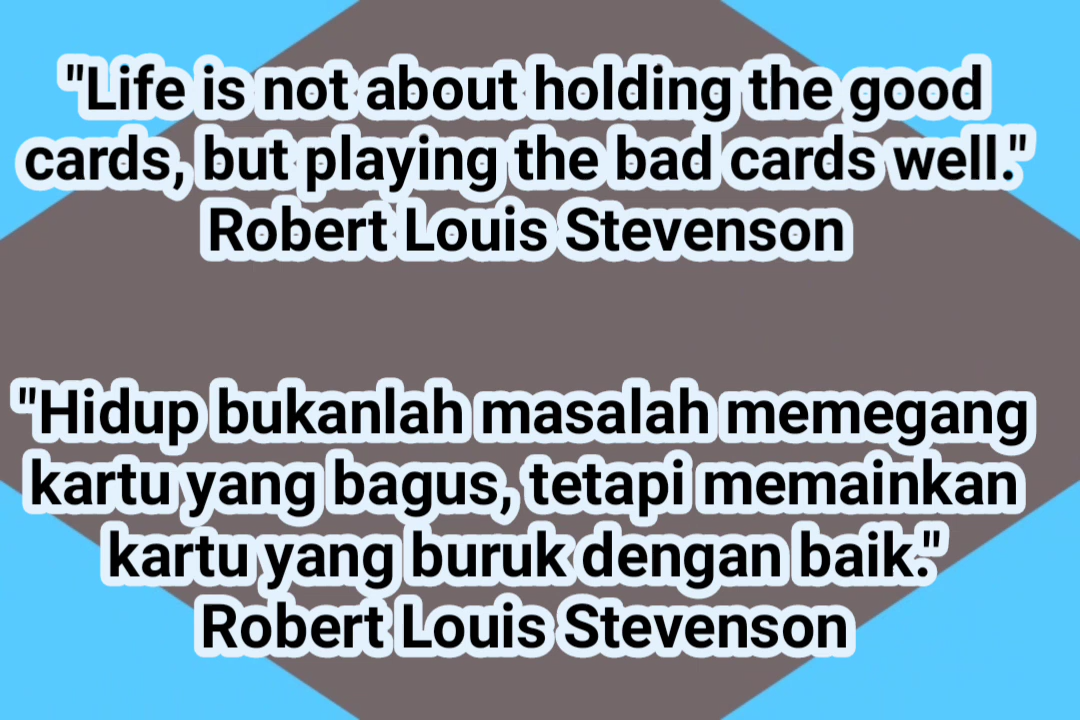 "Life is not about holding the good
cards, but playing the bad cards well."
Robert Louis Stevenson
"Hidup bukanlah masalah memegang
kartu yang bagus, tetapi memainkan
kartu yang buruk dengan baik."
Robert Louis Stevenson